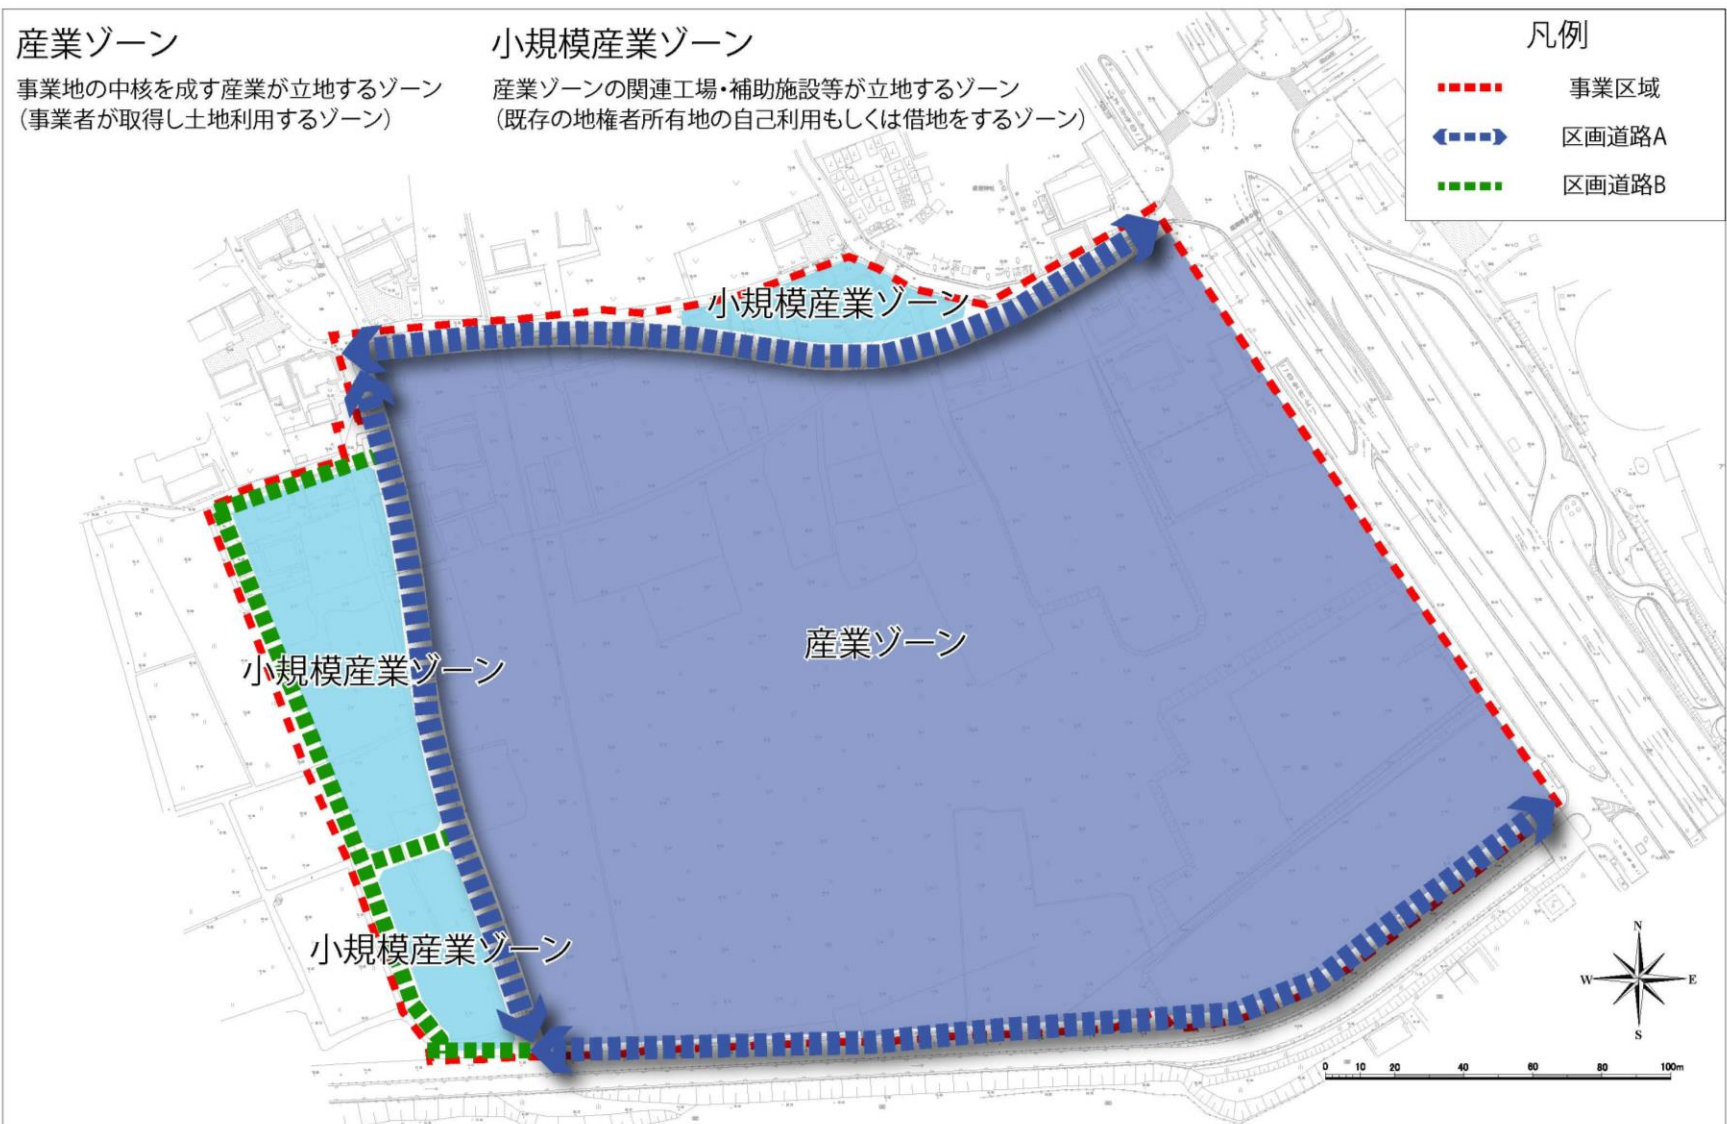 産業ゾーン
事業地の中核を成す産業が立地するゾーン
（事業者が取得し土地利用するゾーン）
小規模産業ゾーン
産業ゾーンの関連工場・補助施設等が立地するゾーン
（既存の地権者所有地の自己利用もしくは借地をするゾーン）
凡例
事業区域
区画道路A
区画道路B
小規模産業ゾーン
産業ゾーン
小規模産業ゾーン
小規模産業ゾーン
N
W E
S
0 10 20 40 60 80 100m